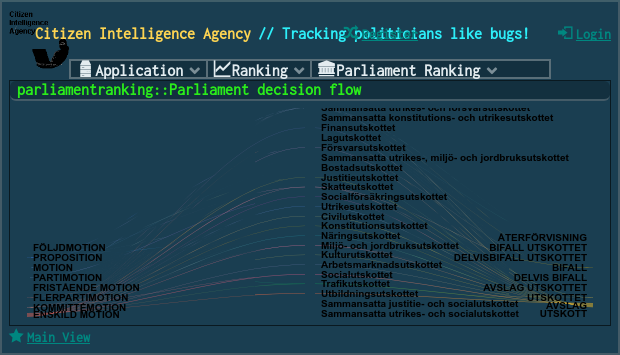 Citizen
Intelligence
Agency
Citizen Intelligence Agency // Tracking politicians like bugs!
Login
Application
Ranking
Parliament Ranking
parliamentranking::Parliament decision flow
Sammansatta utrikes- och försvarsutskottet
Sammansatta konstitutions- och utrikesutskottet
Finansutskottet
Lagutskottet
Försvarsutskottet
Sammansatta utrikes-, miljö- och jordbruksutskottet
Bostadsutskottet
Justitieutskottet
Skatteutskottet
Socialförsäkringsutskottet
Utrikesutskottet
Civilutskottet
Konstitutionsutskottet
Näringsutskottet
Miljö- och jordbruksutskottet
Kulturutskottet
Arbetsmarknadsutskottet
Socialutskottet
Trafikutskottet
Utbildningsutskottet
Sammansatta justitie- och socialutskottet
Sammansatta utrikes- och socialutskottet
FÖLJDMOTION
PROPOSITION
MOTION
PARTIMOTION
FRISTÅENDE MOTION
FLERPARTIMOTION
KOMMITTÉMOTION
ENSKILD MOTION
ÅTERFÖRVISNING
BIFALL UTSKOTTET
DELVISBIFALL UTSKOTTET
BIFALL
DELVIS BIFALL
AVSLAG UTSKOTTET
UTSKOTTET
AVSLAG
UTSKOTT
Main View